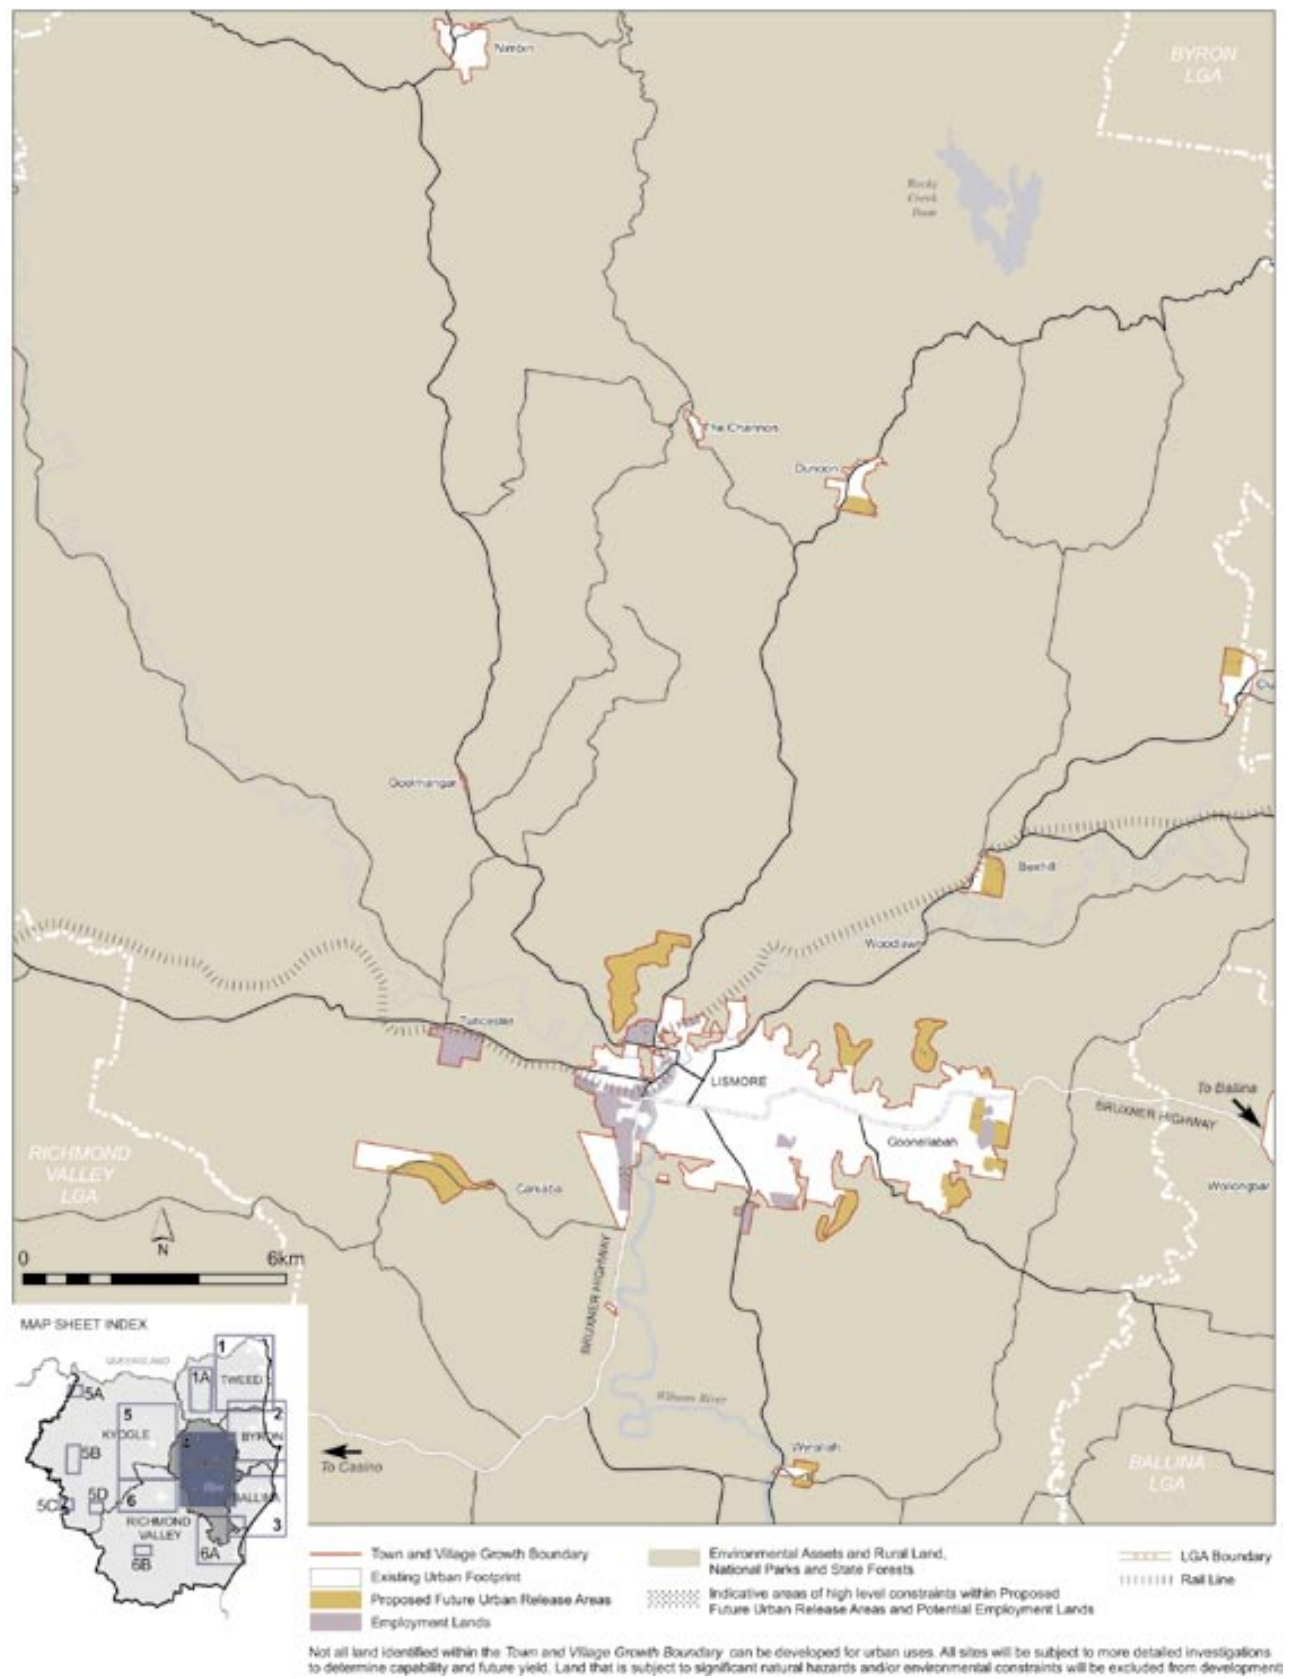 Nimbin
BYRON
LGA
Rocky
Creek
Dam
The Channon
Dunoon
Clu
Goolmangar
Bexhill
Woodlawn
Tuncester
LISMORE
To Ballina
BRUXNER HIGHWAY
Goonellabah
RICHMOND
VALLEY
LGA
Caniaba
Wollongbar
N
0 6km
BRUXNER HIGHWAY
MAP SHEET INDEX
QUEENSLAND
1
1A
TWEED
5A
5
2
KYOGLE
BYRON
5B
BALLINA
5C
5D
6
3
RICHMOND
VALLEY
6A
6B
Wilsons River
To Casino
Wyrallah
BALLINA
LGA
Town and Village Growth Boundary
Existing Urban Footprint
Proposed Future Urban Release Areas
Employment Lands
Environmental Assets and Rural Land,
National Parks and State Forests
Indicative areas of high level constraints within Proposed
Future Urban Release Areas and Potential Employment Lands
LGA Boundary
Rail Line
Not all land identified within the Town and Village Growth Boundary can be developed for urban uses. All sites will be subject to more detailed investigations
to determine capability and future yield. Land that is subject to significant natural hazards and/or environmental constraints will be excluded from development